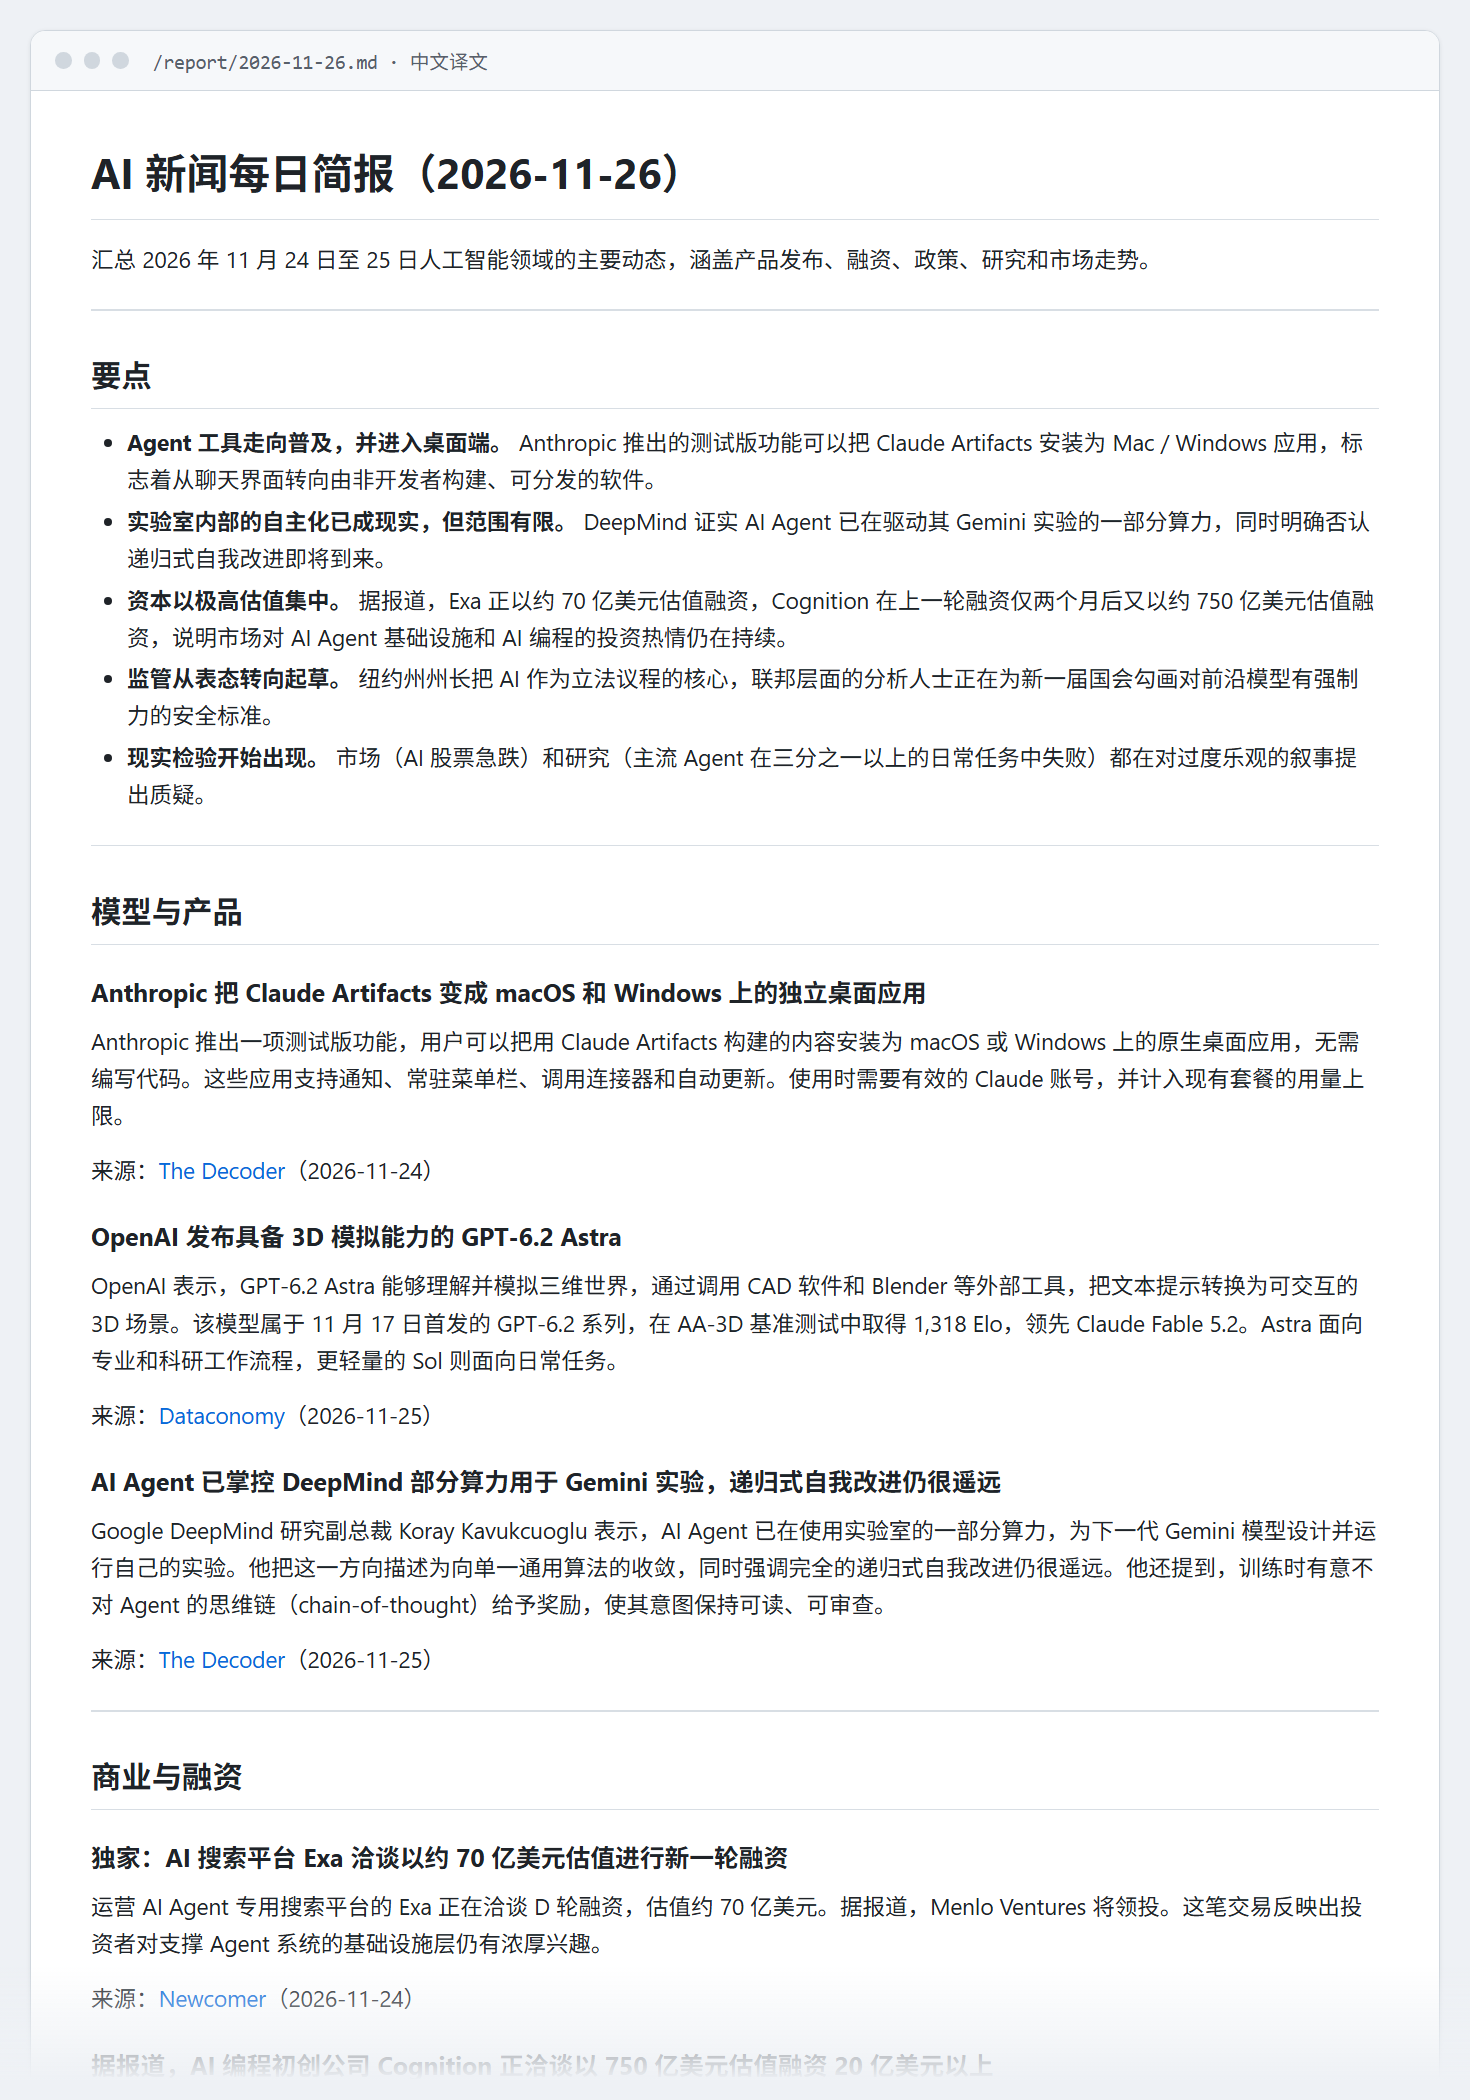 /report/2026-11-26.md · 中文译文
AI 新闻每日简报（2026-11-26）
汇总 2026 年 11 月 24 日至 25 日人工智能领域的主要动态，涵盖产品发布、融资、政策、研究和市场走势。
要点
• Agent 工具走向普及，并进入桌面端。 Anthropic 推出的测试版功能可以把 Claude Artifacts 安装为 Mac / Windows 应用，标
志着从聊天界面转向由非开发者构建、可分发的软件。
• 实验室内部的自主化已成现实，但范围有限。 DeepMind 证实 AI Agent 已在驱动其 Gemini 实验的一部分算力，同时明确否认
递归式自我改进即将到来。
• 资本以极高估值集中。 据报道，Exa 正以约 70 亿美元估值融资，Cognition 在上一轮融资仅两个月后又以约 750 亿美元估值融
资，说明市场对 AI Agent 基础设施和 AI 编程的投资热情仍在持续。
• 监管从表态转向起草。 纽约州州长把 AI 作为立法议程的核心，联邦层面的分析人士正在为新一届国会勾画对前沿模型有强制
力的安全标准。
• 现实检验开始出现。 市场（AI 股票急跌）和研究（主流 Agent 在三分之一以上的日常任务中失败）都在对过度乐观的叙事提
出质疑。
模型与产品
Anthropic 把 Claude Artifacts 变成 macOS 和 Windows 上的独立桌面应用
Anthropic 推出一项测试版功能，用户可以把用 Claude Artifacts 构建的内容安装为 macOS 或 Windows 上的原生桌面应用，无需
编写代码。这些应用支持通知、常驻菜单栏、调用连接器和自动更新。使用时需要有效的 Claude 账号，并计入现有套餐的用量上
限。
来源：The Decoder（2026-11-24）
OpenAI 发布具备 3D 模拟能力的 GPT-6.2 Astra
OpenAI 表示，GPT-6.2 Astra 能够理解并模拟三维世界，通过调用 CAD 软件和 Blender 等外部工具，把文本提示转换为可交互的
3D 场景。该模型属于 11 月 17 日首发的 GPT-6.2 系列，在 AA-3D 基准测试中取得 1,318 Elo，领先 Claude Fable 5.2。Astra 面向
专业和科研工作流程，更轻量的 Sol 则面向日常任务。
来源：Dataconomy（2026-11-25）
AI Agent 已掌控 DeepMind 部分算力用于 Gemini 实验，递归式自我改进仍很遥远
Google DeepMind 研究副总裁 Koray Kavukcuoglu 表示，AI Agent 已在使用实验室的一部分算力，为下一代 Gemini 模型设计并运
行自己的实验。他把这一方向描述为向单一通用算法的收敛，同时强调完全的递归式自我改进仍很遥远。他还提到，训练时有意不
对 Agent 的思维链（chain-of-thought）给予奖励，使其意图保持可读、可审查。
来源：The Decoder（2026-11-25）
商业与融资
独家：AI 搜索平台 Exa 洽谈以约 70 亿美元估值进行新一轮融资
运营 AI Agent 专用搜索平台的 Exa 正在洽谈 D 轮融资，估值约 70 亿美元。据报道，Menlo Ventures 将领投。这笔交易反映出投
资者对支撑 Agent 系统的基础设施层仍有浓厚兴趣。
来源：Newcomer（2026-11-24）
据报道，AI 编程初创公司 Cognition 正洽谈以 750 亿美元估值融资 20 亿美元以上